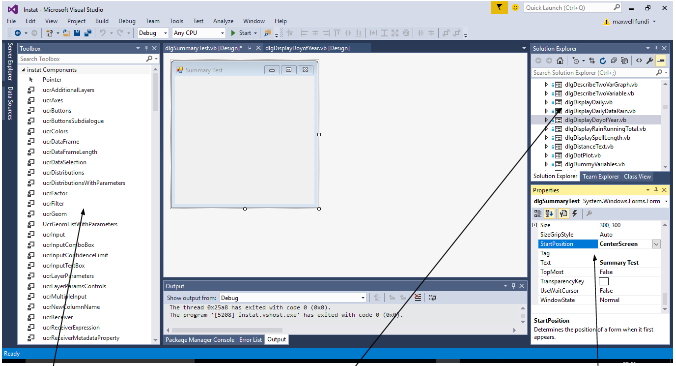 Instat - Microsoft Visual Studio
Quick Launch (Ctrl+Q)
File Edit View Project Build Debug Team Tools Test Analyze Window Help
maxwell fundi
Debug Any CPU Start
Server Explorer
Data Sources
Toolbox
Search Toolbox
instat Components
Pointer
ucrAdditionalLayers
ucrAxes
ucrButtons
ucrButtonsSubdialogue
ucrColors
ucrDataFrame
ucrDataFrameLength
ucrDataSelection
ucrDistributions
ucrDistributionsWithParameters
ucrFactor
ucrFilter
ucrGeom
UcrGeomListWithParameters
ucrInput
ucrInputComboBox
ucrInputConfidenceLimit
ucrInputTextBox
ucrLayerParameters
ucrLayerParamsControls
ucrMultipleInput
ucrNewColumnName
ucrReceiver
ucrReceiverExpression
ucrReceiverMetadataProperty
dlgSummaryTest.vb [Design]*
dlgDisplayDoyofYear.vb [Design]
Summary Test
Output
Show output from: Debug
The thread 0x25a8 has exited with code 0 (0x0).
The program '[5208] instat.vshost.exe' has exited with code 0 (0x0).
Package Manager Console Error List Output
Solution Explorer
Search Solution Explorer (Ctrl+;)
dlgDescribeTwoVarGraph.vb
dlgDescribeTwoVariable.vb
dlgDisplayDaily.vb
dlgDisplayDailyDataRain.vb
dlgDisplayDoyofYear.vb
dlgDisplayRainRunningTotal.vb
dlgDisplaySpellLength.vb
dlgDistanceText.vb
dlgDotPlot.vb
dlgDummyVariables.vb
Solution Explorer Team Explorer Class View
Properties
dlgSummaryTest System.Windows.Forms.Form
Size 300, 300
SizeGripStyle Auto
StartPosition CenterScreen
Tag
Text Summary Test
TopMost False
TransparencyKey
UseWaitCursor False
WindowState Normal
StartPosition
Determines the position of a form when it first
appears.
Ready